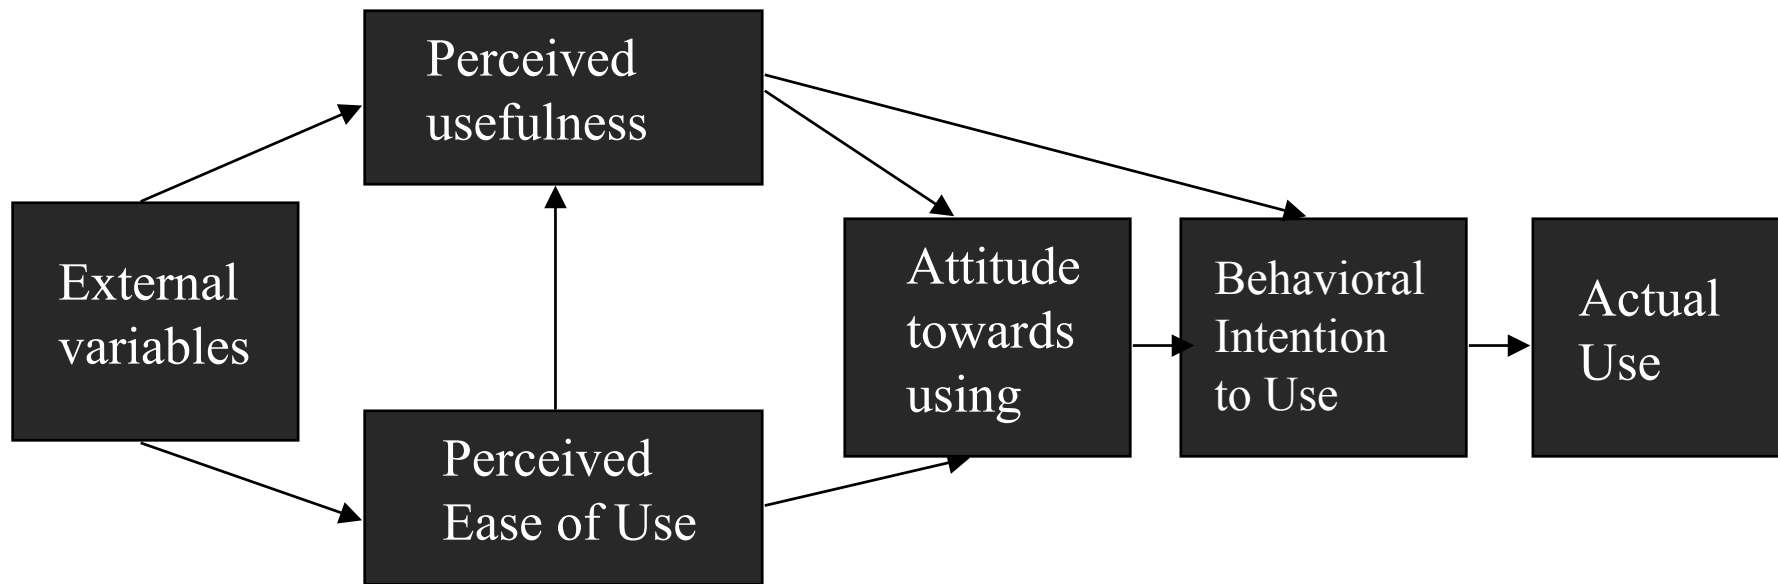 Perceived
usefulness
External
variables
Perceived
Ease of Use
Attitude
towards
using
Behavioral
Intention
to Use
Actual
Use